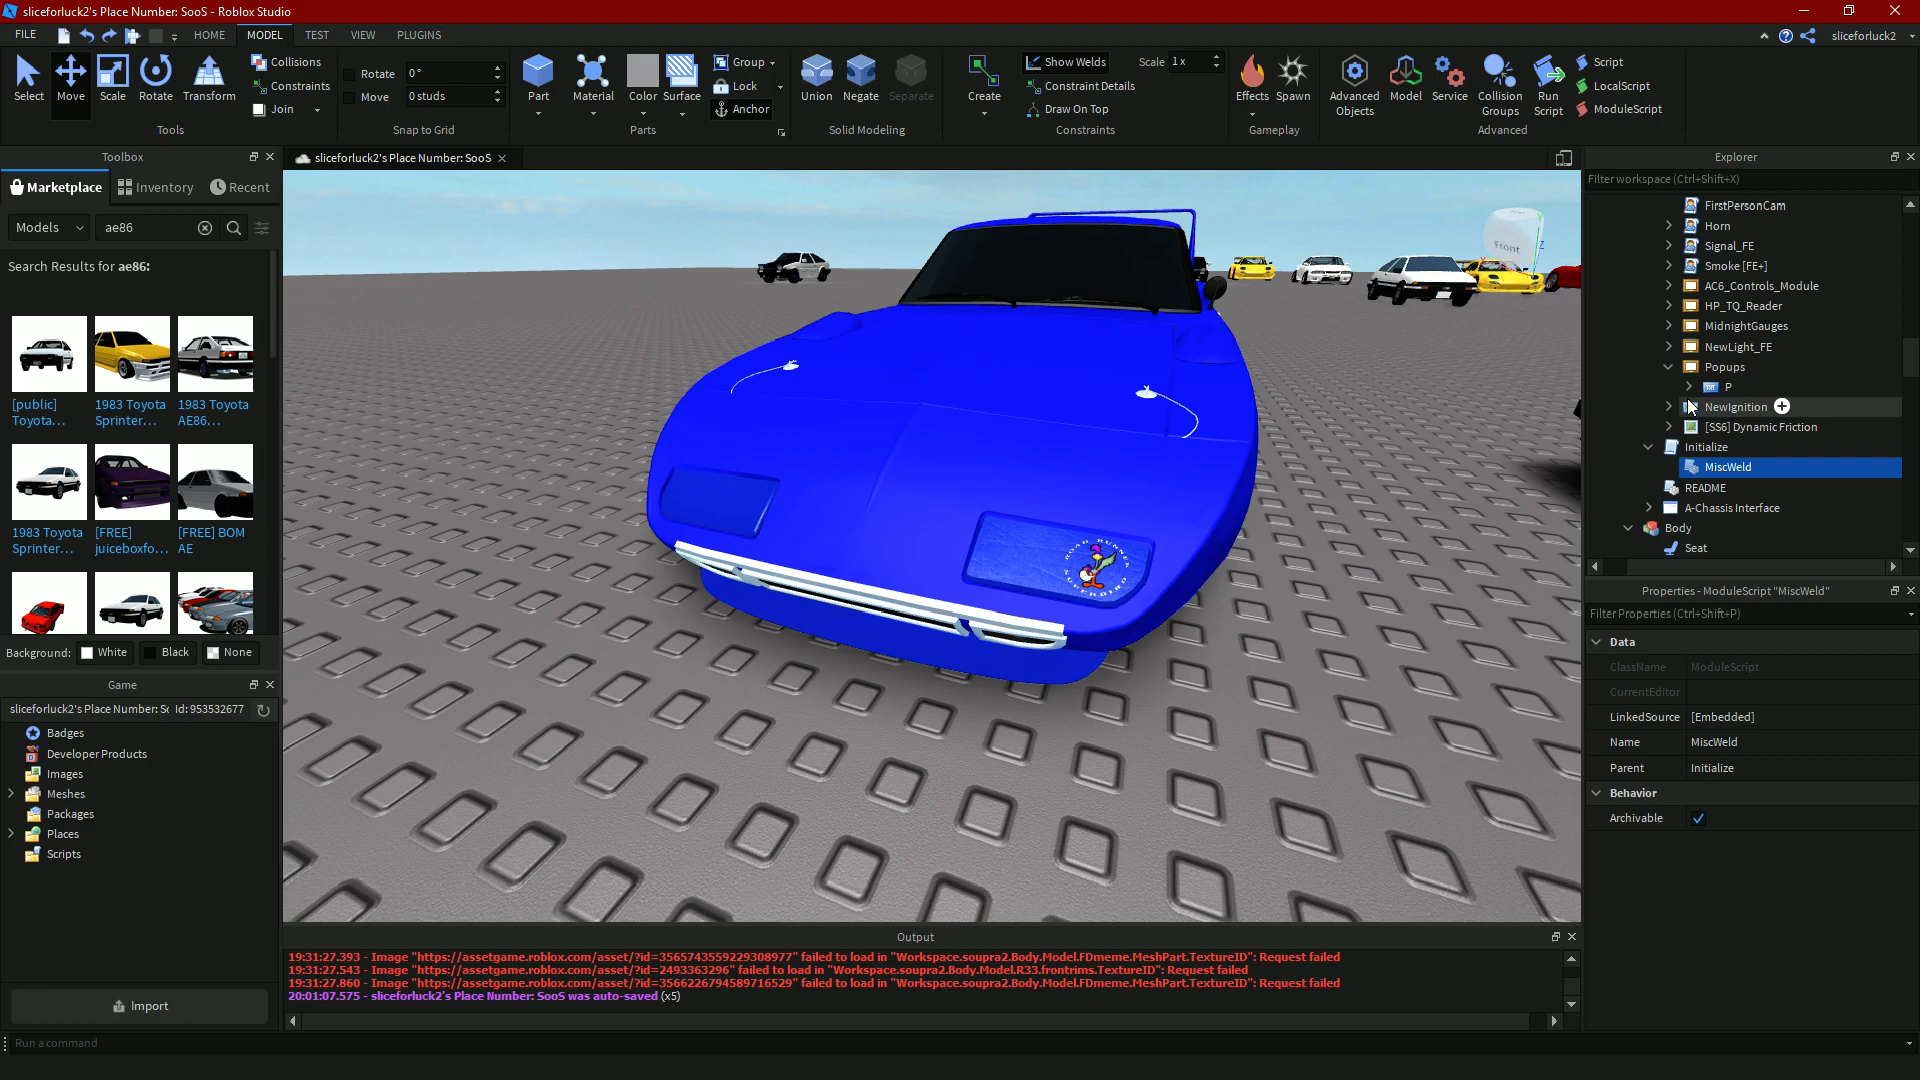 sliceforluck2's Place Number: SooS - Roblox Studio
FILE
HOME
MODEL
TEST
VIEW
PLUGINS
sliceforluck2
Select
Move
Scale
Rotate
Transform
Tools
Collisions
Constraints
Join
Rotate 0°
Move 0 studs
Snap to Grid
Part
Material
Color
Surface
Group
Lock
Anchor
Parts
Union
Negate
Separate
Solid Modeling
Create
Show Welds
Scale 1x
Constraint Details
Draw On Top
Constraints
Effects
Spawn
Gameplay
Advanced Objects
Model
Service
Collision Groups
Run Script
Script
LocalScript
ModuleScript
Advanced
Toolbox
Marketplace
Inventory
Recent
Models
ae86
Search Results for ae86:
[public] Toyota...
1983 Toyota Sprinter...
1983 Toyota AE86...
1983 Toyota Sprinter...
[FREE] juiceboxfo...
[FREE] BOM AE
Background:
White
Black
None
Game
sliceforluck2's Place Number: Sc Id: 953532677
Badges
Developer Products
Images
Meshes
Packages
Places
Scripts
Import
sliceforluck2's Place Number: SooS
Front
Z
ROAD RUNNER
SUPERBIRD
Output
19:31:27.393 - Image "https://assetgame.roblox.com/asset/?id=3565743559229308977" failed to load in "Workspace.soupra2.Body.Model.FDmeme.MeshPart.TextureID": Request failed
19:31:27.543 - Image "https://assetgame.roblox.com/asset/?id=2493363296" failed to load in "Workspace.soupra2.Body.Model.R33.frontrims.TextureID": Request failed
19:31:27.860 - Image "https://assetgame.roblox.com/asset/?id=3566226794589716529" failed to load in "Workspace.soupra2.Body.Model.FDmeme.MeshPart.TextureID": Request failed
20:01:07.575 - sliceforluck2's Place Number: SooS was auto-saved (x5)
Run a command
Explorer
Filter workspace (Ctrl+Shift+X)
FirstPersonCam
Horn
Signal_FE
Smoke [FE+]
AC6_Controls_Module
HP_TQ_Reader
MidnightGauges
NewLight_FE
Popups
P
NewIgnition
[SS6] Dynamic Friction
Initialize
MiscWeld
README
A-Chassis Interface
Body
Seat
Properties - ModuleScript "MiscWeld"
Filter Properties (Ctrl+Shift+P)
Data
ClassName ModuleScript
CurrentEditor
LinkedSource [Embedded]
Name MiscWeld
Parent Initialize
Behavior
Archivable